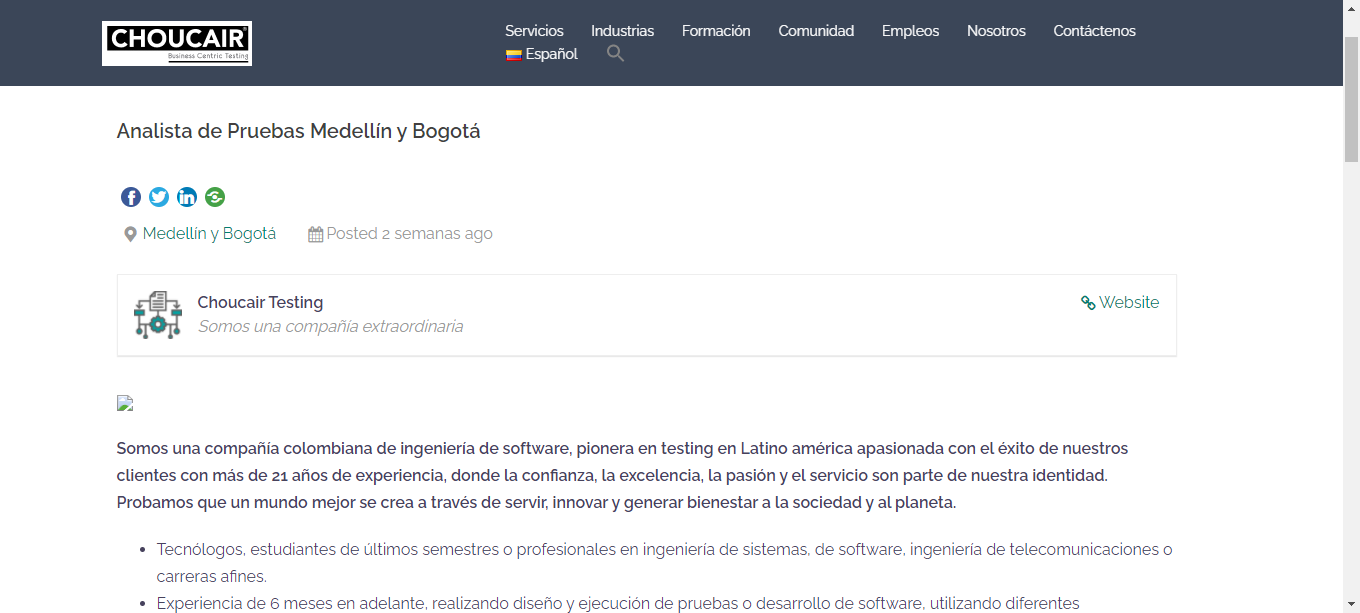 CHOUCAIR
Business Centric Testing
Servicios Industrias Formación Comunidad Empleos Nosotros Contáctenos
Español
Analista de Pruebas Medellín y Bogotá
Medellín y Bogotá Posted 2 semanas ago
Choucair Testing Website
Somos una compañía extraordinaria
Somos una compañía colombiana de ingeniería de software, pionera en testing en Latino américa apasionada con el éxito de nuestros
clientes con más de 21 años de experiencia, donde la confianza, la excelencia, la pasión y el servicio son parte de nuestra identidad.
Probamos que un mundo mejor se crea a través de servir, innovar y generar bienestar a la sociedad y al planeta.
• Tecnólogos, estudiantes de últimos semestres o profesionales en ingeniería de sistemas, de software, ingeniería de telecomunicaciones o
carreras afines.
• Experiencia de 6 meses en adelante, realizando diseño y ejecución de pruebas o desarrollo de software, utilizando diferentes